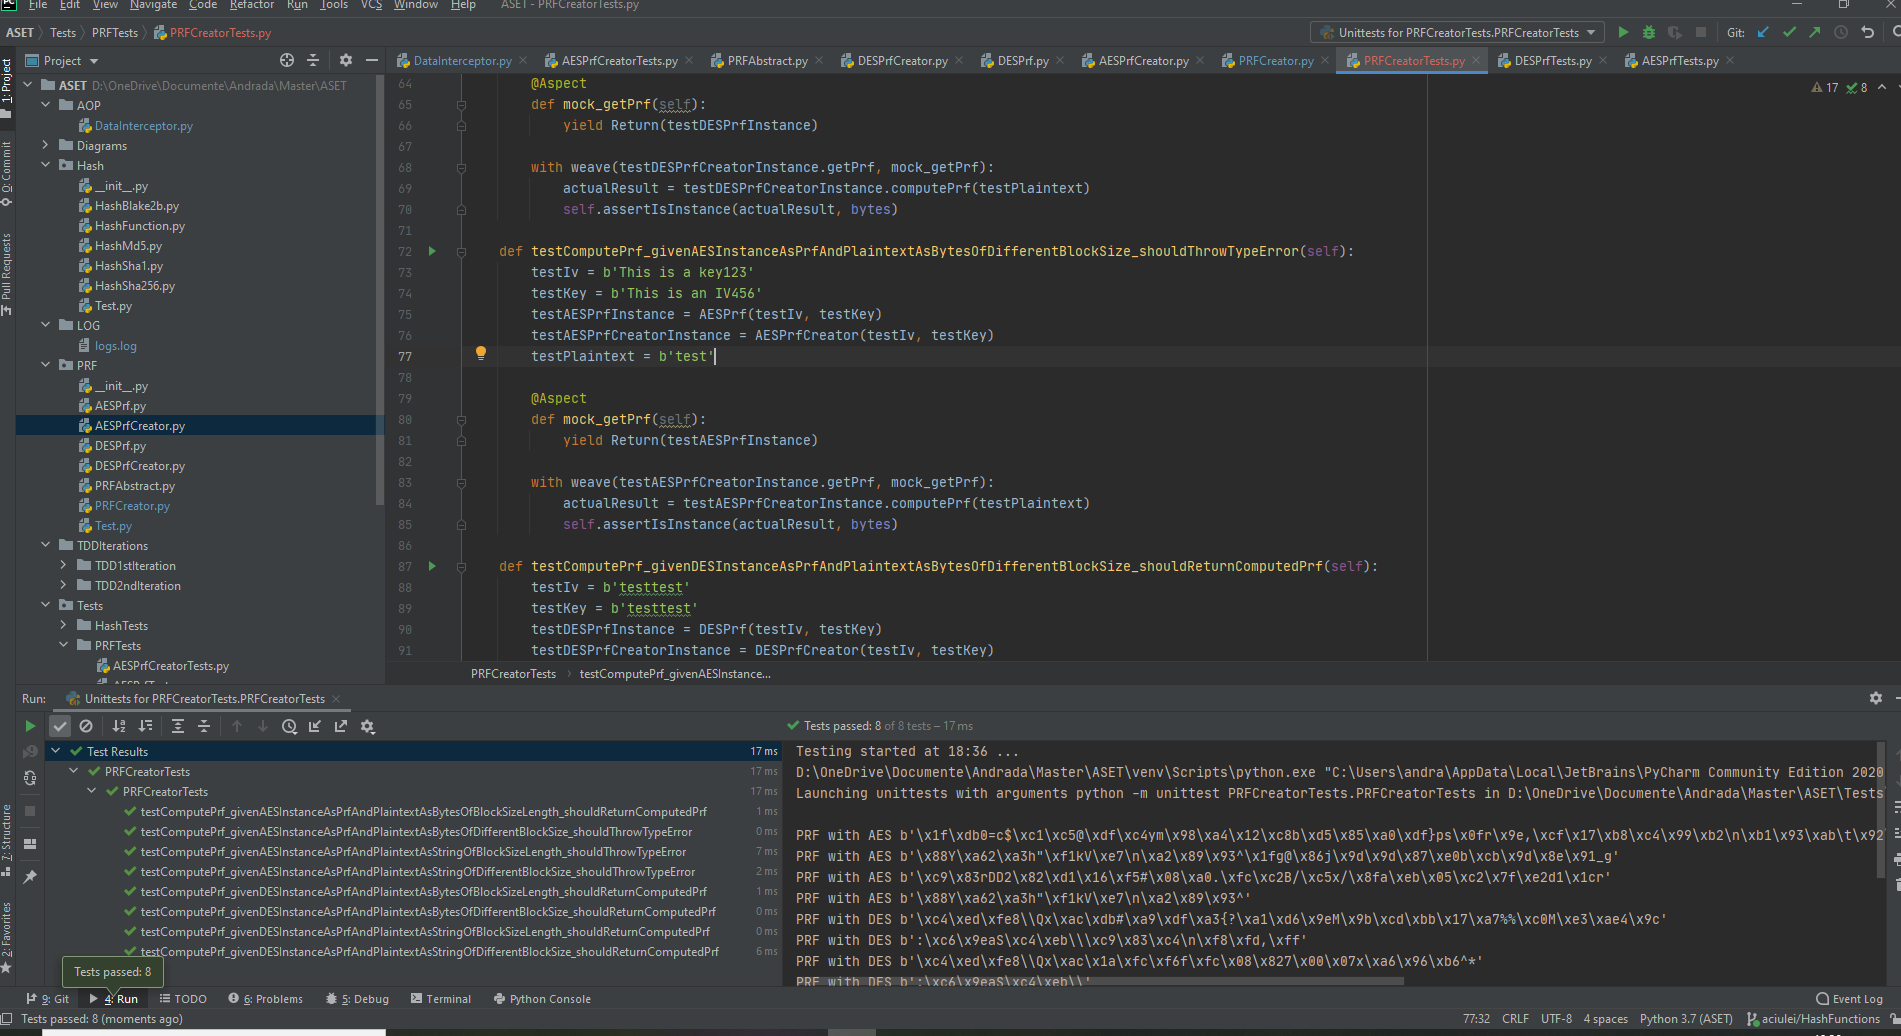 File Edit View Navigate Code Refactor Run Tools VCS Window Help ASET - PRFCreatorTests.py
ASET Tests PRFTests PRFCreatorTests.py Unittests for PRFCreatorTests.PRFCreatorTests Git:
Project DataInterceptor.py AESPrfCreatorTests.py PRFAbstract.py DESPrfCreator.py DESPrf.py AESPrfCreator.py PRFCreator.py PRFCreatorTests.py DESPrfTests.py AESPrfTests.py
1: Project
0: Commit
Pull Requests
7: Structure
2: Favorites
ASET D:\OneDrive\Documente\Andrada\Master\ASET
AOP
DataInterceptor.py
Diagrams
Hash
__init__.py
HashBlake2b.py
HashFunction.py
HashMd5.py
HashSha1.py
HashSha256.py
Test.py
LOG
logs.log
PRF
__init__.py
AESPrf.py
AESPrfCreator.py
DESPrf.py
DESPrfCreator.py
PRFAbstract.py
PRFCreator.py
Test.py
TDDIterations
TDD1stIteration
TDD2ndIteration
Tests
HashTests
PRFTests
AESPrfCreatorTests.py
17 8
64 @Aspect
65 def mock_getPrf(self):
66 yield Return(testDESPrfInstance)
67
68 with weave(testDESPrfCreatorInstance.getPrf, mock_getPrf):
69 actualResult = testDESPrfCreatorInstance.computePrf(testPlaintext)
70 self.assertIsInstance(actualResult, bytes)
71
72 def testComputePrf_givenAESInstanceAsPrfAndPlaintextAsBytesOfDifferentBlockSize_shouldThrowTypeError(self):
73 testIv = b'This is a key123'
74 testKey = b'This is an IV456'
75 testAESPrfInstance = AESPrf(testIv, testKey)
76 testAESPrfCreatorInstance = AESPrfCreator(testIv, testKey)
77 testPlaintext = b'test'
78
79 @Aspect
80 def mock_getPrf(self):
81 yield Return(testAESPrfInstance)
82
83 with weave(testAESPrfCreatorInstance.getPrf, mock_getPrf):
84 actualResult = testAESPrfCreatorInstance.computePrf(testPlaintext)
85 self.assertIsInstance(actualResult, bytes)
86
87 def testComputePrf_givenDESInstanceAsPrfAndPlaintextAsBytesOfDifferentBlockSize_shouldReturnComputedPrf(self):
88 testIv = b'testtest'
89 testKey = b'testtest'
90 testDESPrfInstance = DESPrf(testIv, testKey)
91 testDESPrfCreatorInstance = DESPrfCreator(testIv, testKey)
PRFCreatorTests testComputePrf_givenAESInstance...
Run: Unittests for PRFCreatorTests.PRFCreatorTests
Tests passed: 8 of 8 tests – 17 ms
Test Results 17 ms
PRFCreatorTests 17 ms
PRFCreatorTests 17 ms
testComputePrf_givenAESInstanceAsPrfAndPlaintextAsBytesOfBlockSizeLength_shouldReturnComputedPrf 1 ms
testComputePrf_givenAESInstanceAsPrfAndPlaintextAsBytesOfDifferentBlockSize_shouldThrowTypeError 0 ms
testComputePrf_givenAESInstanceAsPrfAndPlaintextAsStringOfBlockSizeLength_shouldThrowTypeError 7 ms
testComputePrf_givenAESInstanceAsPrfAndPlaintextAsStringOfDifferentBlockSize_shouldThrowTypeError 2 ms
testComputePrf_givenDESInstanceAsPrfAndPlaintextAsBytesOfBlockSizeLength_shouldReturnComputedPrf 1 ms
testComputePrf_givenDESInstanceAsPrfAndPlaintextAsBytesOfDifferentBlockSize_shouldReturnComputedPrf 0 ms
testComputePrf_givenDESInstanceAsPrfAndPlaintextAsStringOfBlockSizeLength_shouldReturnComputedPrf 0 ms
testComputePrf_givenDESInstanceAsPrfAndPlaintextAsStringOfDifferentBlockSize_shouldReturnComputedPrf 6 ms
Testing started at 18:36 ...
D:\OneDrive\Documente\Andrada\Master\ASET\venv\Scripts\python.exe "C:\Users\andra\AppData\Local\JetBrains\PyCharm Community Edition 2020
Launching unittests with arguments python -m unittest PRFCreatorTests.PRFCreatorTests in D:\OneDrive\Documente\Andrada\Master\ASET\Tests
PRF with AES b'\x1f\xdb0=c$\xc1\xc5@\xdf\xc4ym\x98\xa4\x12\xc8b\xd5\x85\xa0\xdf}ps\x0fr\x9e,\xcf\x17\xb8\xc4\x99\xb2\n\xb1\x93\xab\t\x92
PRF with AES b'\x88Y\xa62\xa3h"\xf1kV\xe7\n\xa2\x89\x93^\x1fg@\x86j\x9d\x9d\x87\xe0b\xcb\x9d\x8e\x91_g'
PRF with AES b'\xc9\x83rDD2\x82\xd1\x16\xf5#\x08\xa0.\xfc\xc2B/\xc5x/\x8fa\xeb\x05\xc2\x7f\xe2d1\x1cr'
PRF with AES b'\x88Y\xa62\xa3h"\xf1kV\xe7\n\xa2\x89\x93^'
PRF with DES b'\xc4\xed\xfe8\\Qx\xac\xdb#\xa9\xdf\xa3{?\xa1\xd6\x9eM\x9b\xcd\xbb\x17\xa7%%\xc0M\xe3\xae4\x9c'
PRF with DES b':\xc6\x9eaS\xc4\xeb\\\xc9\x83\xc4\n\xf8\xfd,\xff'
PRF with DES b'\xc4\xed\xfe8\\Qx\xac\x1a\xfc\xf6f\xfc\x08\x827\x00\x07x\xa6\x96\xb6^*'
PRF with DES b':\xc6\x9eaS\xc4\xeb\\'
Tests passed: 8
9: Git 4: Run TODO 6: Problems 5: Debug Terminal Python Console Event Log
Tests passed: 8 (moments ago) 77:32 CRLF UTF-8 4 spaces Python 3.7 (ASET) aciulei/HashFunctions